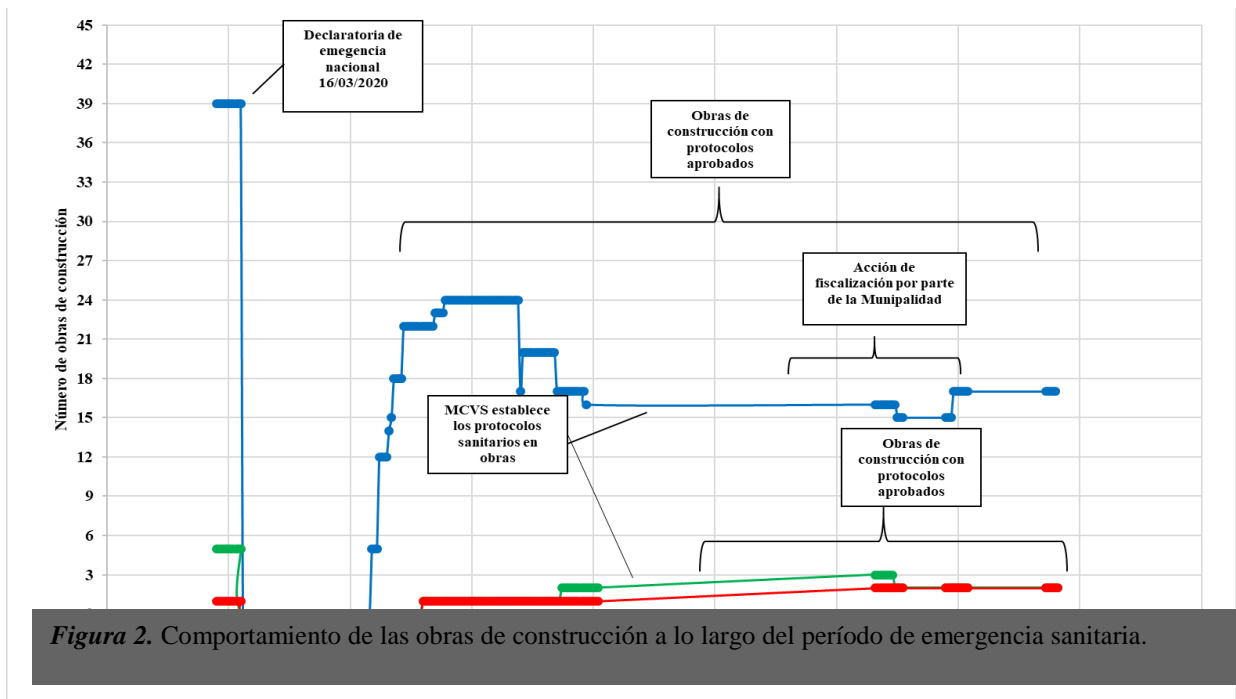 45
42
39
36
33
30
27
24
21
18
15
12
9
6
3
Número de obras de construcción
Declaratoria de
emegencia
nacional
16/03/2020
Obras de
construcción con
protocolos
aprobados
Acción de
fiscalización por parte
de la Munipalidad
MCVS establece
los protocolos
sanitarios en
obras
Obras de
construcción con
protocolos
aprobados
Figura 2. Comportamiento de las obras de construcción a lo largo del período de emergencia sanitaria.